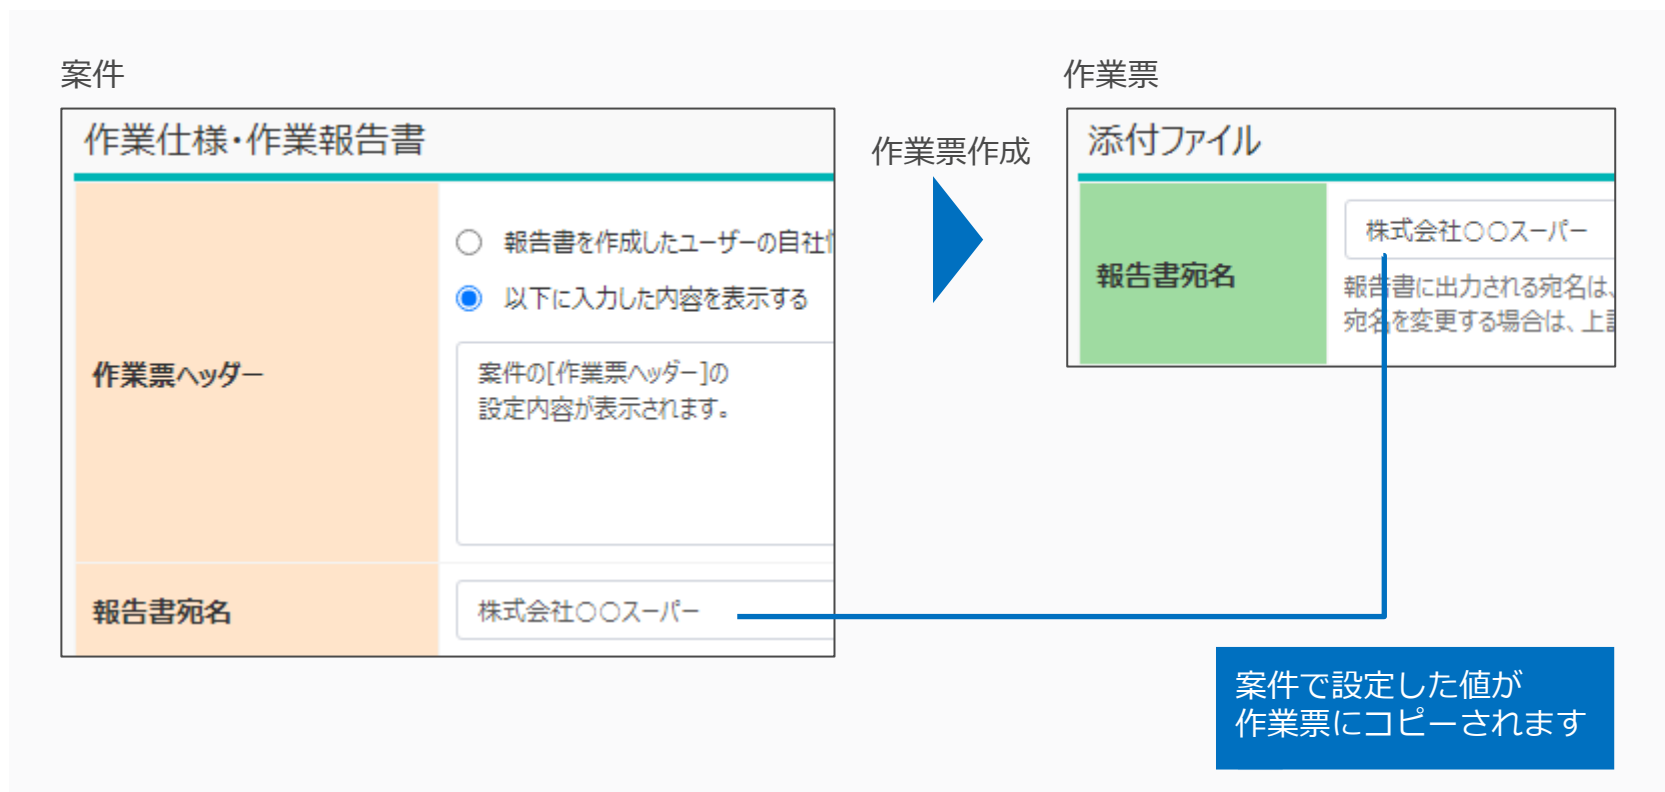 案件
作業仕様・作業報告書
報告書を作成したユーザーの自社
以下に入力した内容を表示する
作業票ヘッダー
案件の[作業票ヘッダー]の
設定内容が表示されます。
報告書宛名
株式会社〇〇スーパー
作業票作成
作業票
添付ファイル
報告書宛名
株式会社〇〇スーパー
報告書に出力される宛名は、
宛名を変更する場合は、上
案件で設定した値が
作業票にコピーされます